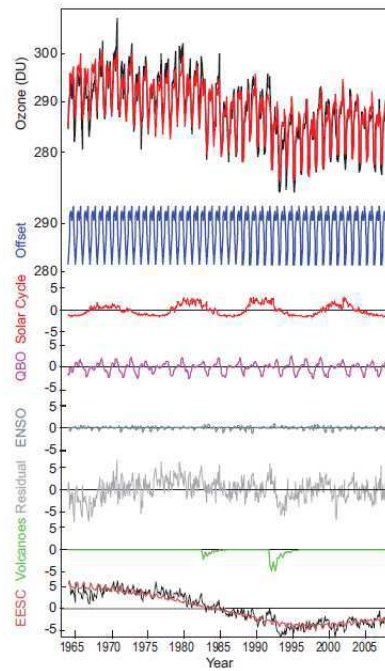 Ozone (DU)
300
290
280
Offset
290
280
Solar Cycle
0
-5
QBO
5
0
-5
ENSO
5
0
-5
Residual
5
0
Volcanoes
5
0
-5
EESC
5
0
-5
1965 1970 1975 1980 1985 1990 1995 2000 2005
Year